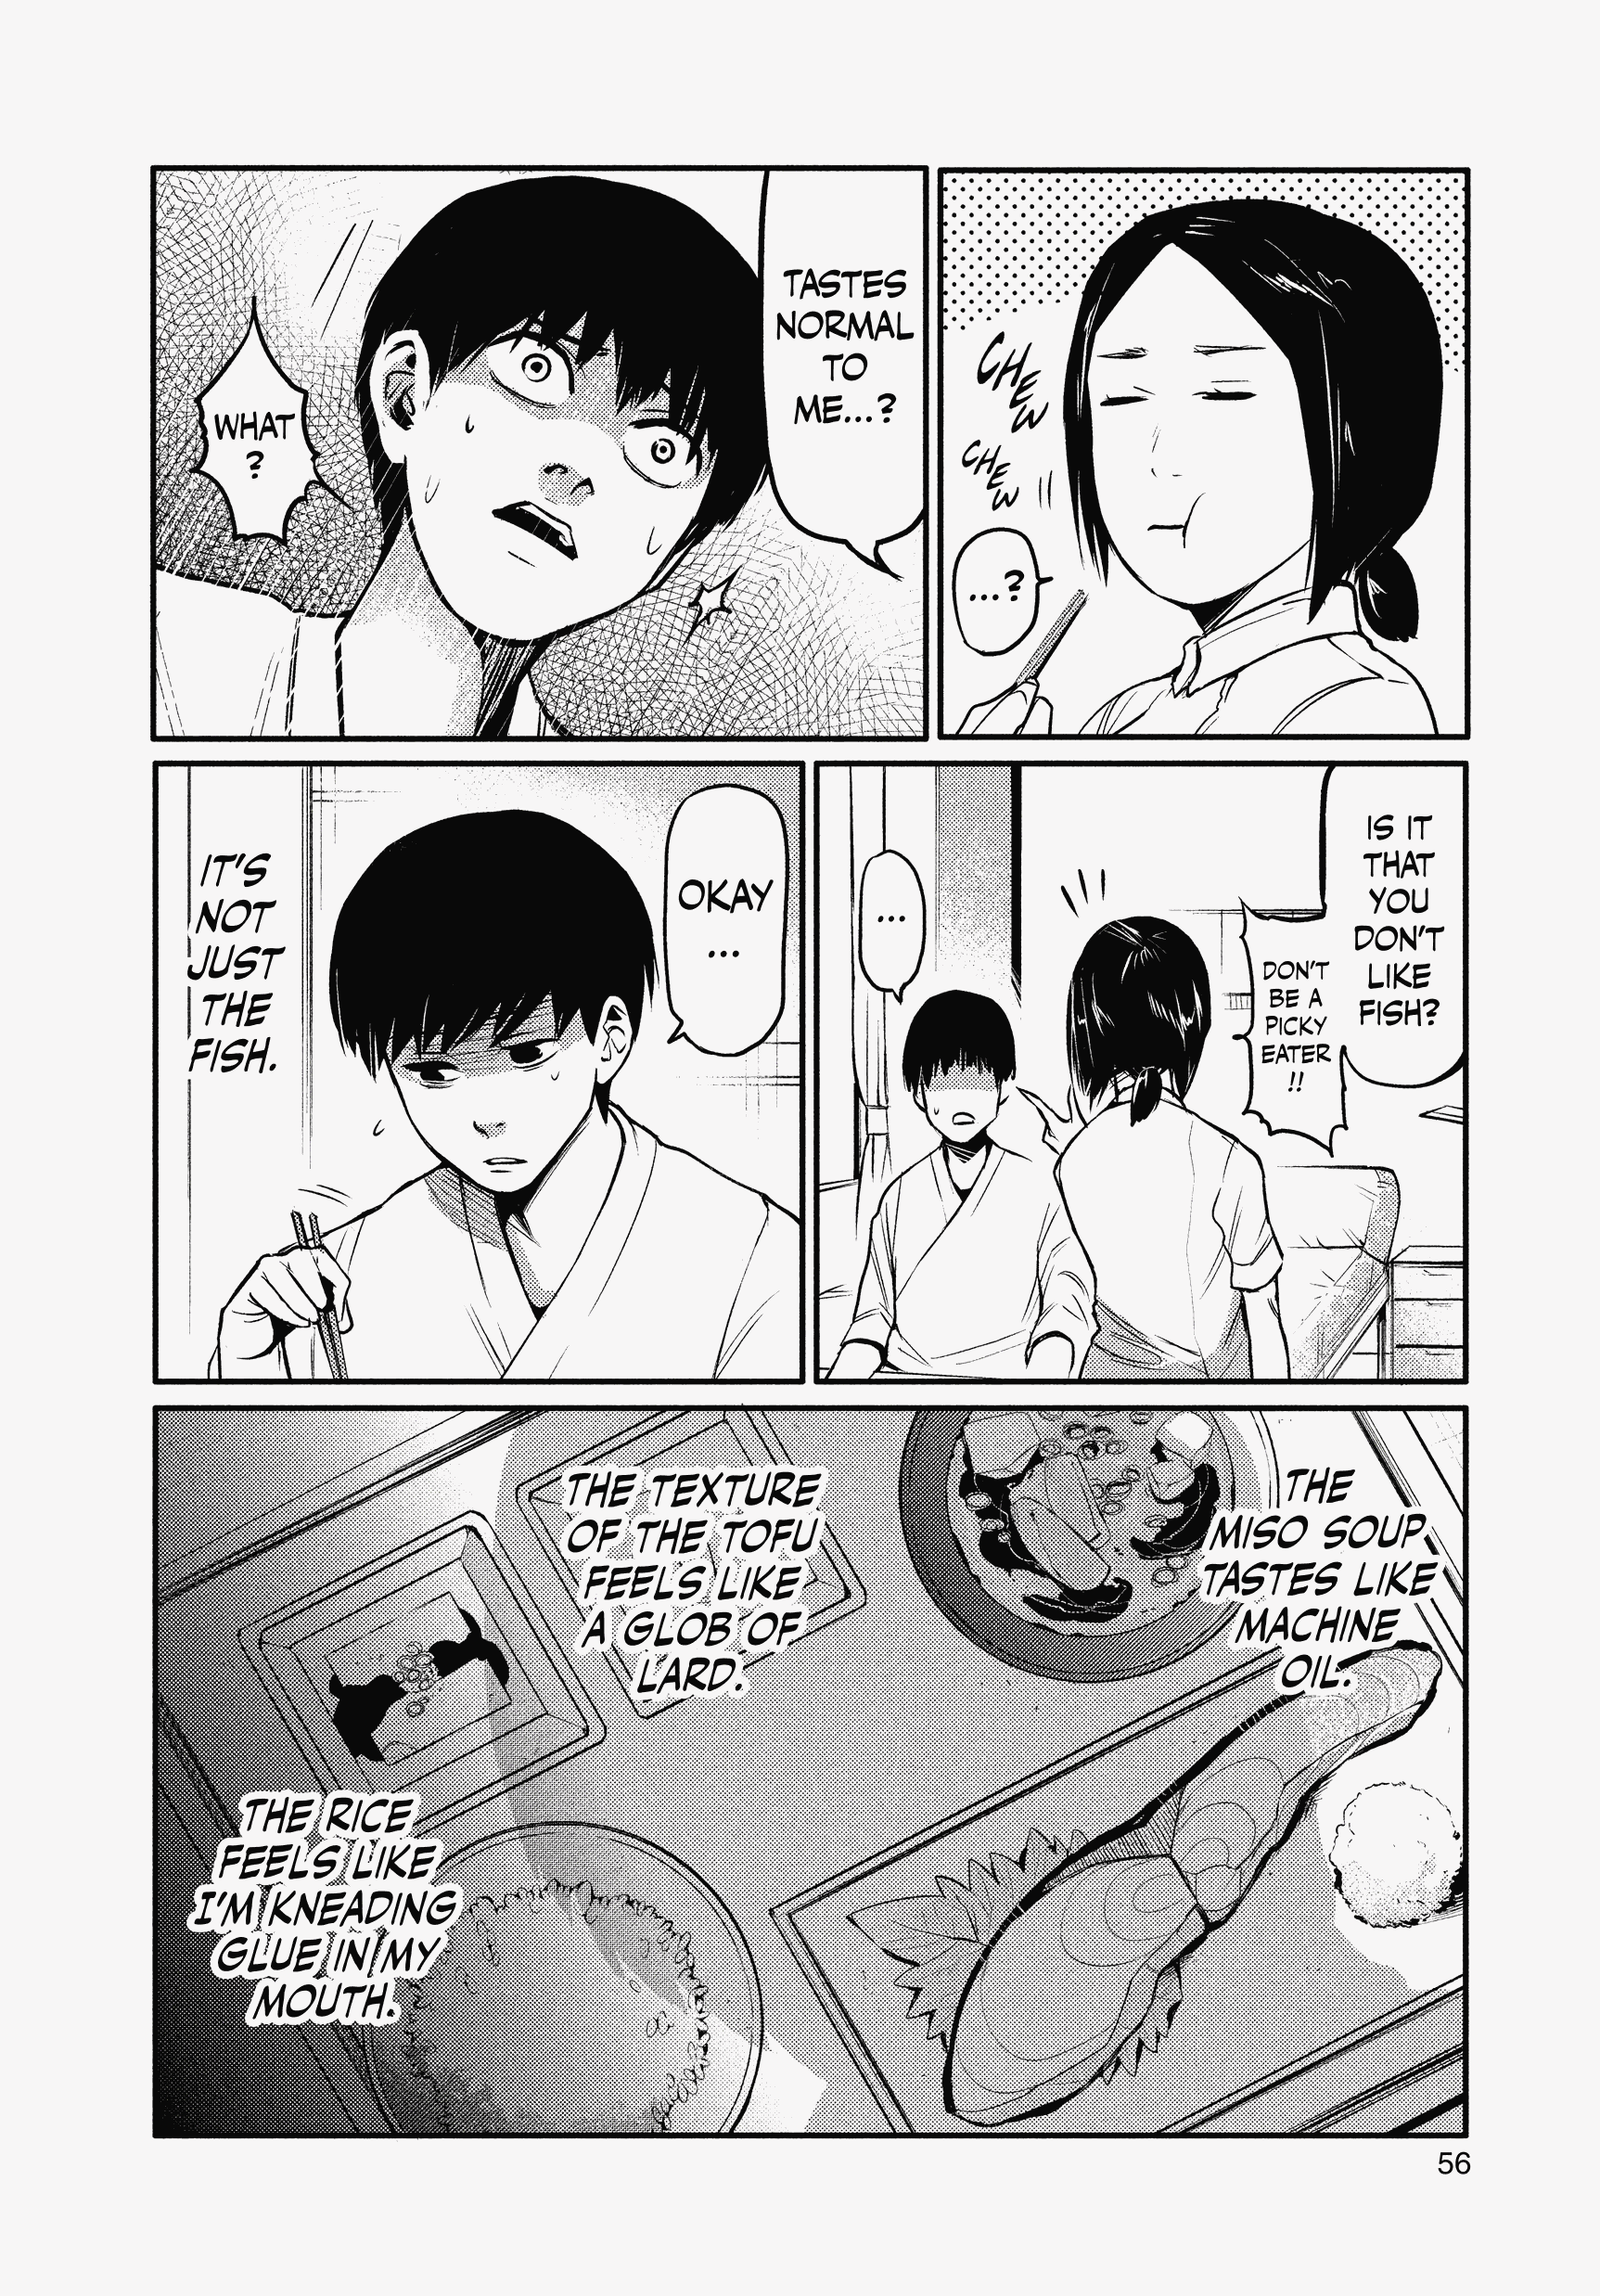 CHEW
CHEW
...?
TASTES
NORMAL
TO
ME...?
WHAT
?
IS IT
THAT
YOU
DON'T
LIKE
FISH?
DON'T
BE A
PICKY
EATER
!!
...
OKAY
...
IT'S
NOT
JUST
THE
FISH.
THE
MISO SOUP
TASTES LIKE
MACHINE
OIL.
THE TEXTURE
OF THE TOFU
FEELS LIKE
A GLOB OF
LARD.
THE RICE
FEELS LIKE
I'M KNEADING
GLUE IN MY
MOUTH.
56